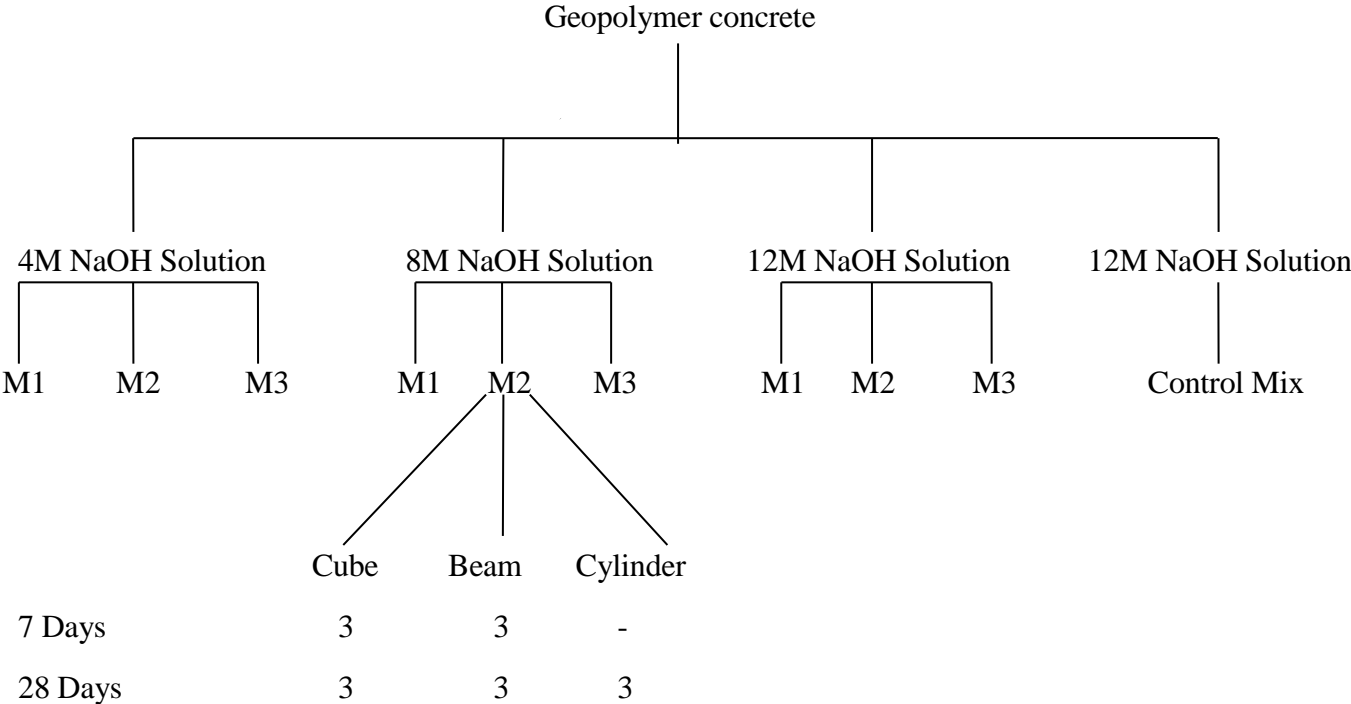 Geopolymer concrete
4M NaOH Solution 8M NaOH Solution 12M NaOH Solution 12M NaOH Solution
M1 M2 M3 M1 M2 M3 M1 M2 M3 Control Mix
Cube Beam Cylinder
7 Days 3 3 -
28 Days 3 3 3